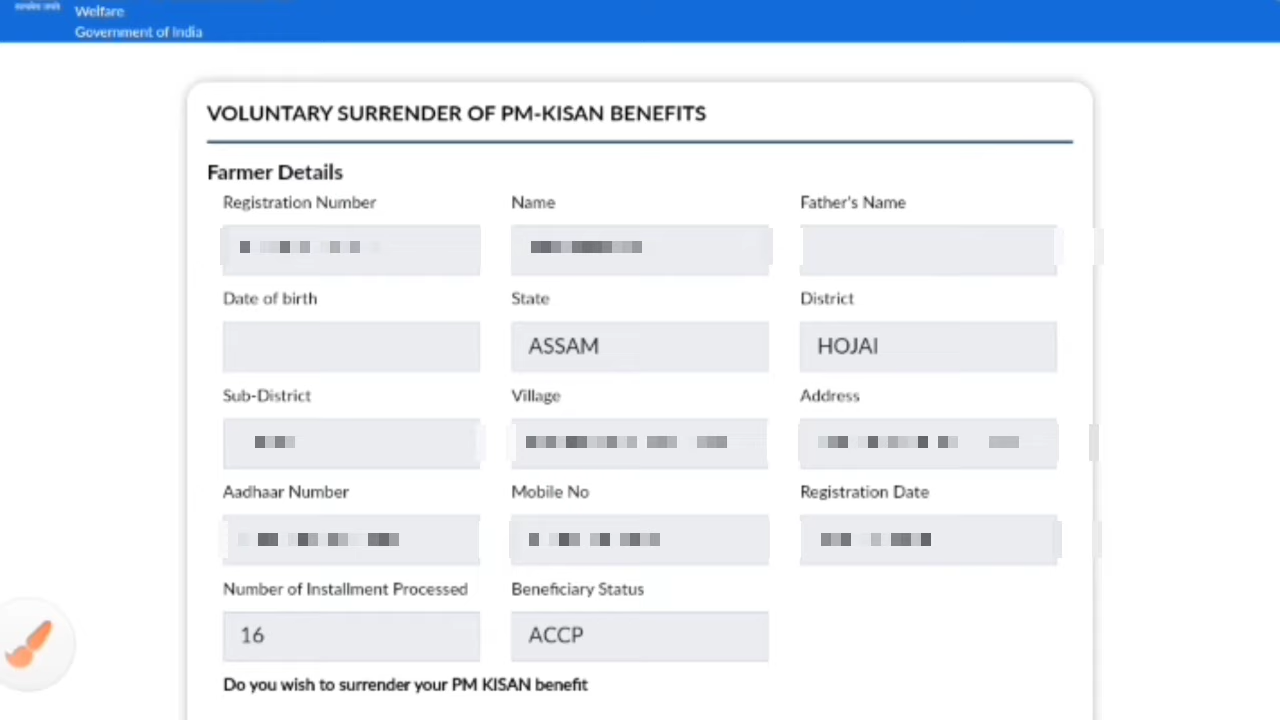 Welfare
Government of India
VOLUNTARY SURRENDER OF PM-KISAN BENEFITS
Farmer Details
Registration Number Name Father's Name
Date of birth State District
ASSAM HOJAI
Sub-District Village Address
Aadhaar Number Mobile No Registration Date
Number of Installment Processed Beneficiary Status
16 ACCP
Do you wish to surrender your PM KISAN benefit